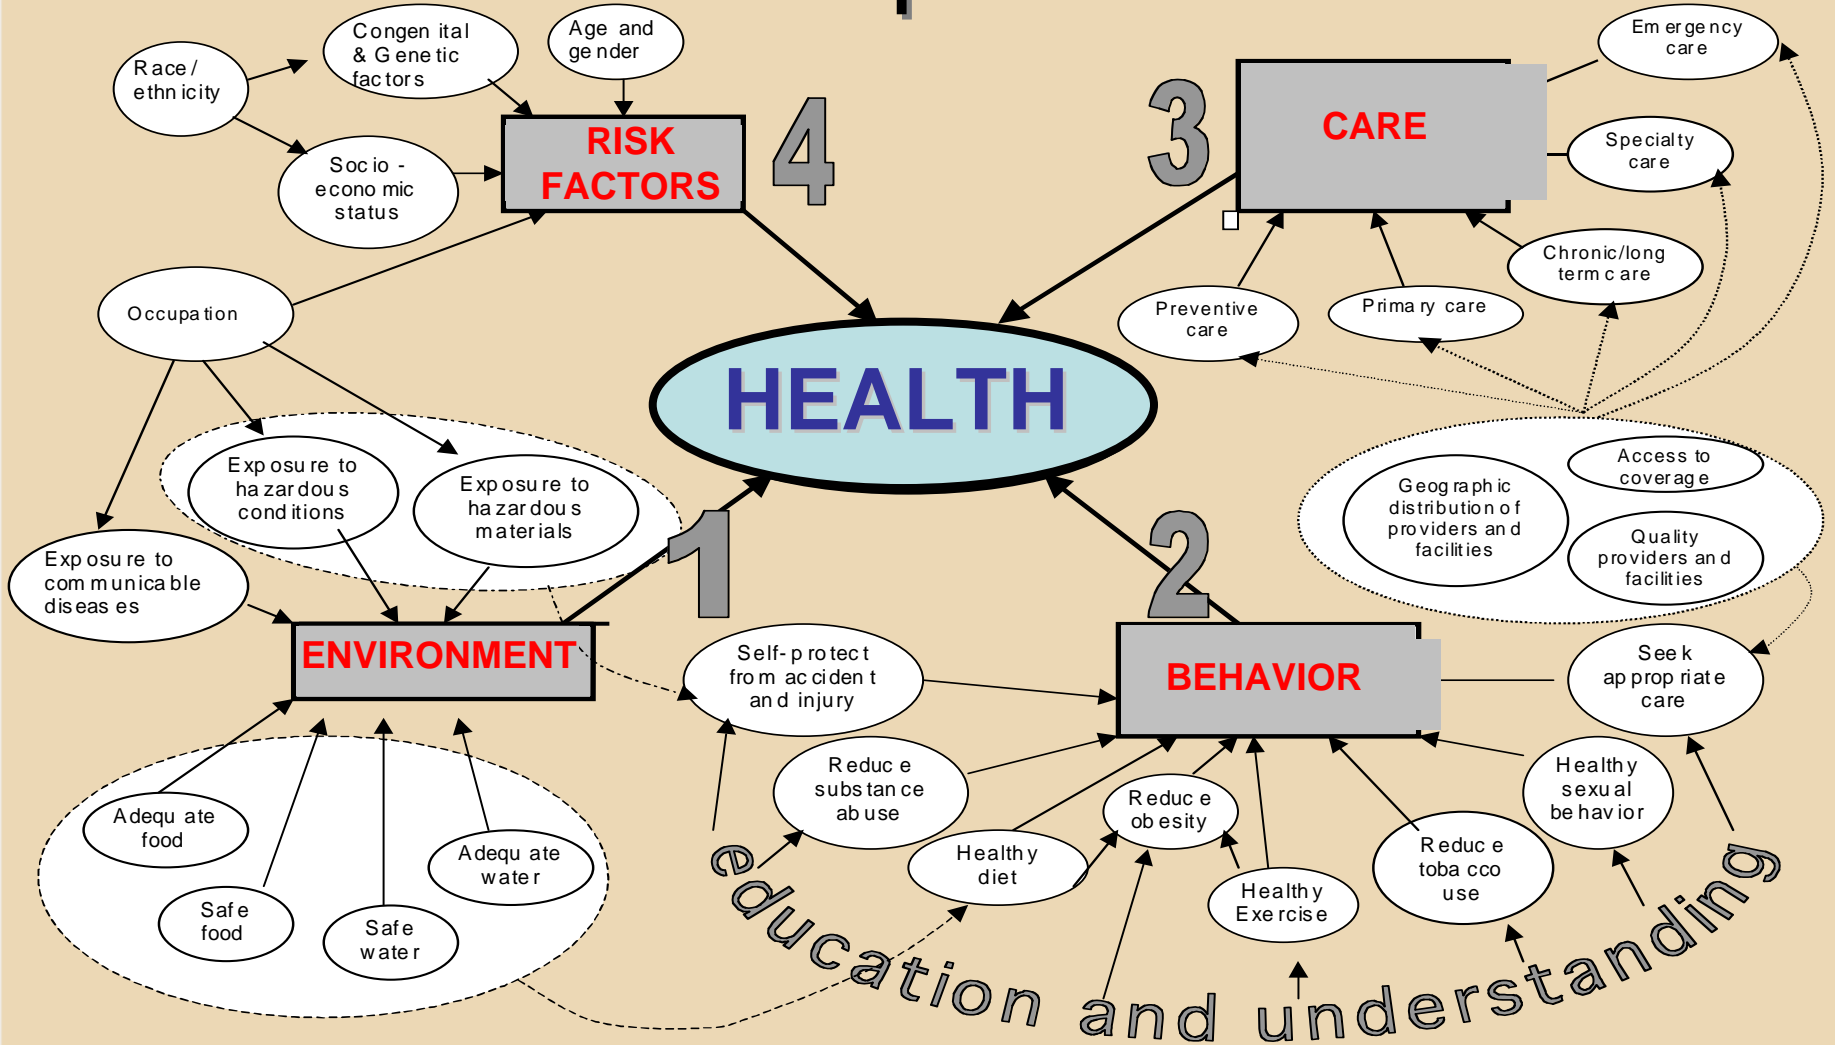 Race/
ethnicity
Congenital
& Genetic
factors
Age and
gender
Socio -
economic
status
RISK
FACTORS
4
3
CARE
Emergency
care
Specialty
care
Chronic/long
term care
Primary care
Preventive
care
Occupation
HEALTH
Exposure to
hazardous
conditions
Exposure to
hazardous
materials
Exposure to
communicable
diseases
1
ENVIRONMENT
Adequate
food
Safe
food
Safe
water
Adequate
water
2
BEHAVIOR
Geographic
distribution of
providers and
facilities
Access to
coverage
Quality
providers and
facilities
Self-protect
from accident
and injury
Reduce
substance
abuse
Healthy
diet
Reduce
obesity
Healthy
Exercise
Reduce
tobacco
use
Healthy
sexual
behavior
Seek
appropriate
care
education and understanding